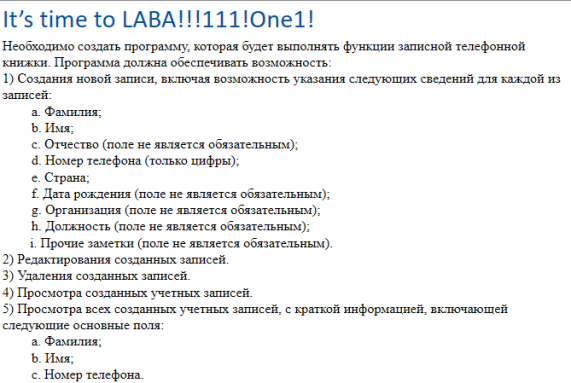 It's time to LABA!!!111!One1!
Необходимо создать программу, которая будет выполнять функции записной телефонной
книжки. Программа должна обеспечивать возможность:
1) Создания новой записи, включая возможность указания следующих сведений для каждой из
записей:
a. Фамилия;
b. Имя;
c. Отчество (поле не является обязательным);
d. Номер телефона (только цифры);
e. Страна;
f. Дата рождения (поле не является обязательным);
g. Организация (поле не является обязательным);
h. Должность (поле не является обязательным);
i. Прочие заметки (поле не является обязательным).
2) Редактирования созданных записей.
3) Удаления созданных записей.
4) Просмотра созданных учетных записей.
5) Просмотра всех созданных учетных записей, с краткой информацией, включающей
следующие основные поля:
a. Фамилия;
b. Имя;
c. Номер телефона.